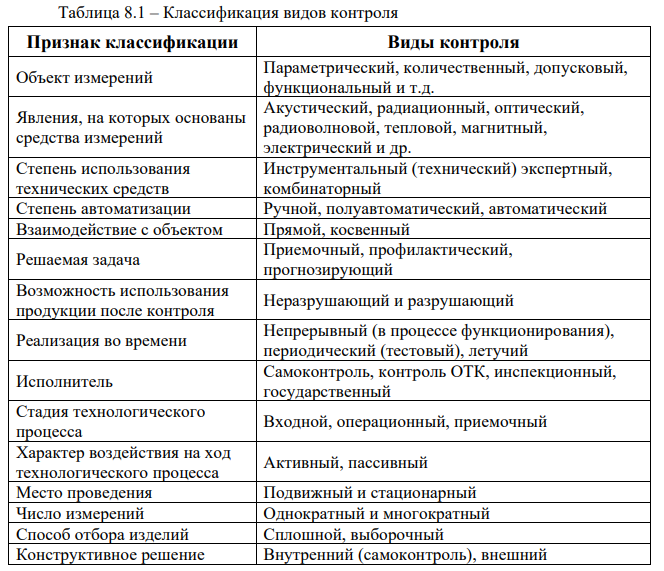 Таблица 8.1 – Классификация видов контроля
Признак классификации
Виды контроля
Объект измерений
Параметрический, количественный, допусковый,
функциональный и т.д.
Явления, на которых основаны
средства измерений
Акустический, радиационный, оптический,
радиоволновой, тепловой, магнитный,
электрический и др.
Степень использования
технических средств
Инструментальный (технический) экспертный,
комбинаторный
Степень автоматизации
Ручной, полуавтоматический, автоматический
Взаимодействие с объектом
Прямой, косвенный
Решаемая задача
Приемочный, профилактический,
прогнозирующий
Возможность использования
продукции после контроля
Неразрушающий и разрушающий
Реализация во времени
Непрерывный (в процессе функционирования),
периодический (тестовый), летучий
Исполнитель
Самоконтроль, контроль ОТК, инспекционный,
государственный
Стадия технологического
процесса
Входной, операционный, приемочный
Характер воздействия на ход
технологического процесса
Активный, пассивный
Место проведения
Подвижный и стационарный
Число измерений
Однократный и многократный
Способ отбора изделий
Сплошной, выборочный
Конструктивное решение
Внутренний (самоконтроль), внешний